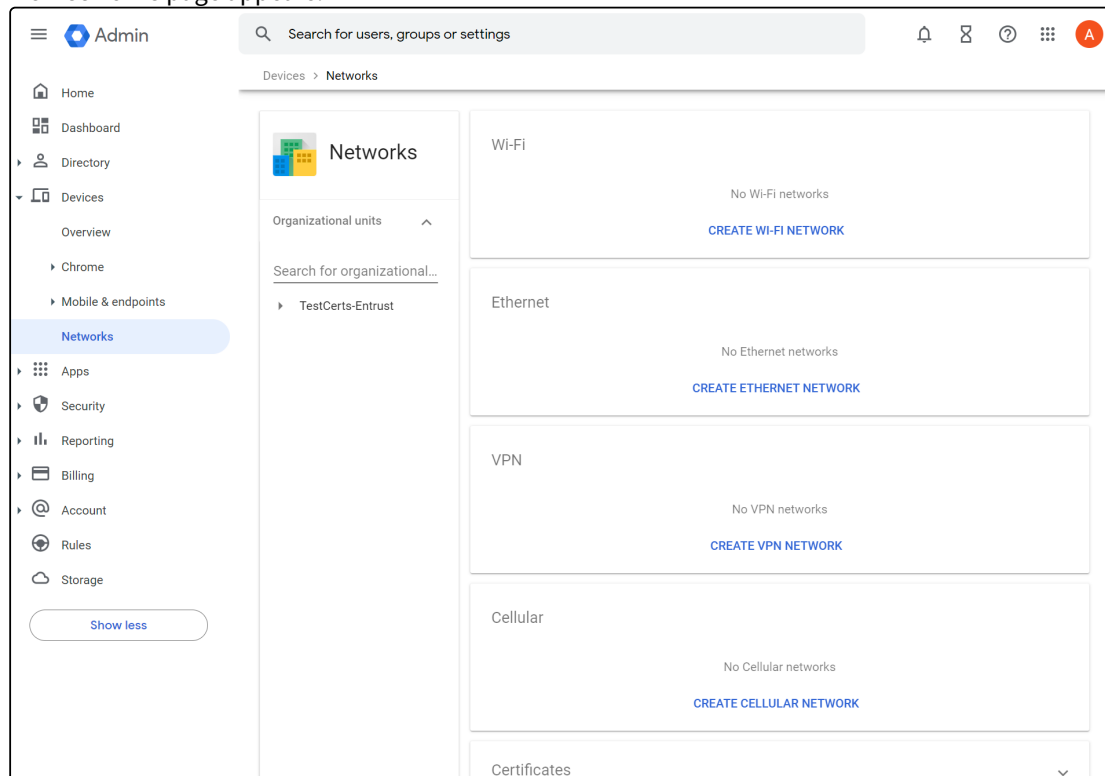 Admin
Search for users, groups or settings
A
Devices > Networks
Home
Dashboard
Directory
Devices
Overview
Chrome
Mobile & endpoints
Networks
Apps
Security
Reporting
Billing
Account
Rules
Storage
Show less
Networks
Organizational units
Search for organizational...
TestCerts-Entrust
Wi-Fi
No Wi-Fi networks
CREATE WI-FI NETWORK
Ethernet
No Ethernet networks
CREATE ETHERNET NETWORK
VPN
No VPN networks
CREATE VPN NETWORK
Cellular
No Cellular networks
CREATE CELLULAR NETWORK
Certificates